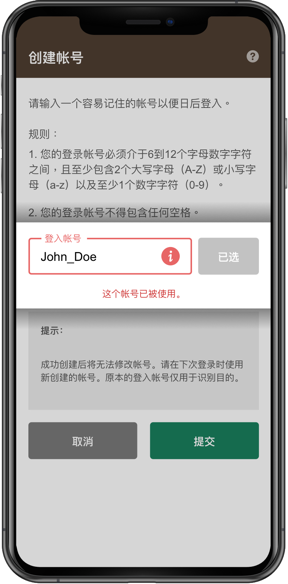 创建帐号
?
请输入一个容易记住的帐号以便日后登入。
规则：
1. 您的登录帐号必须介于6到12个字母数字字符
之间，且至少包含2个大写字母（A-Z）或小写字
母（a-z）以及至少1个数字字符（0-9）。
2. 您的登录帐号不得包含任何空格。
登入帐号
John_Doe
i
已选
这个帐号已被使用。
提示：
成功创建后将无法修改帐号。请在下次登录时使用
新创建的帐号。原本的登入帐号仅用于识别目的。
取消
提交